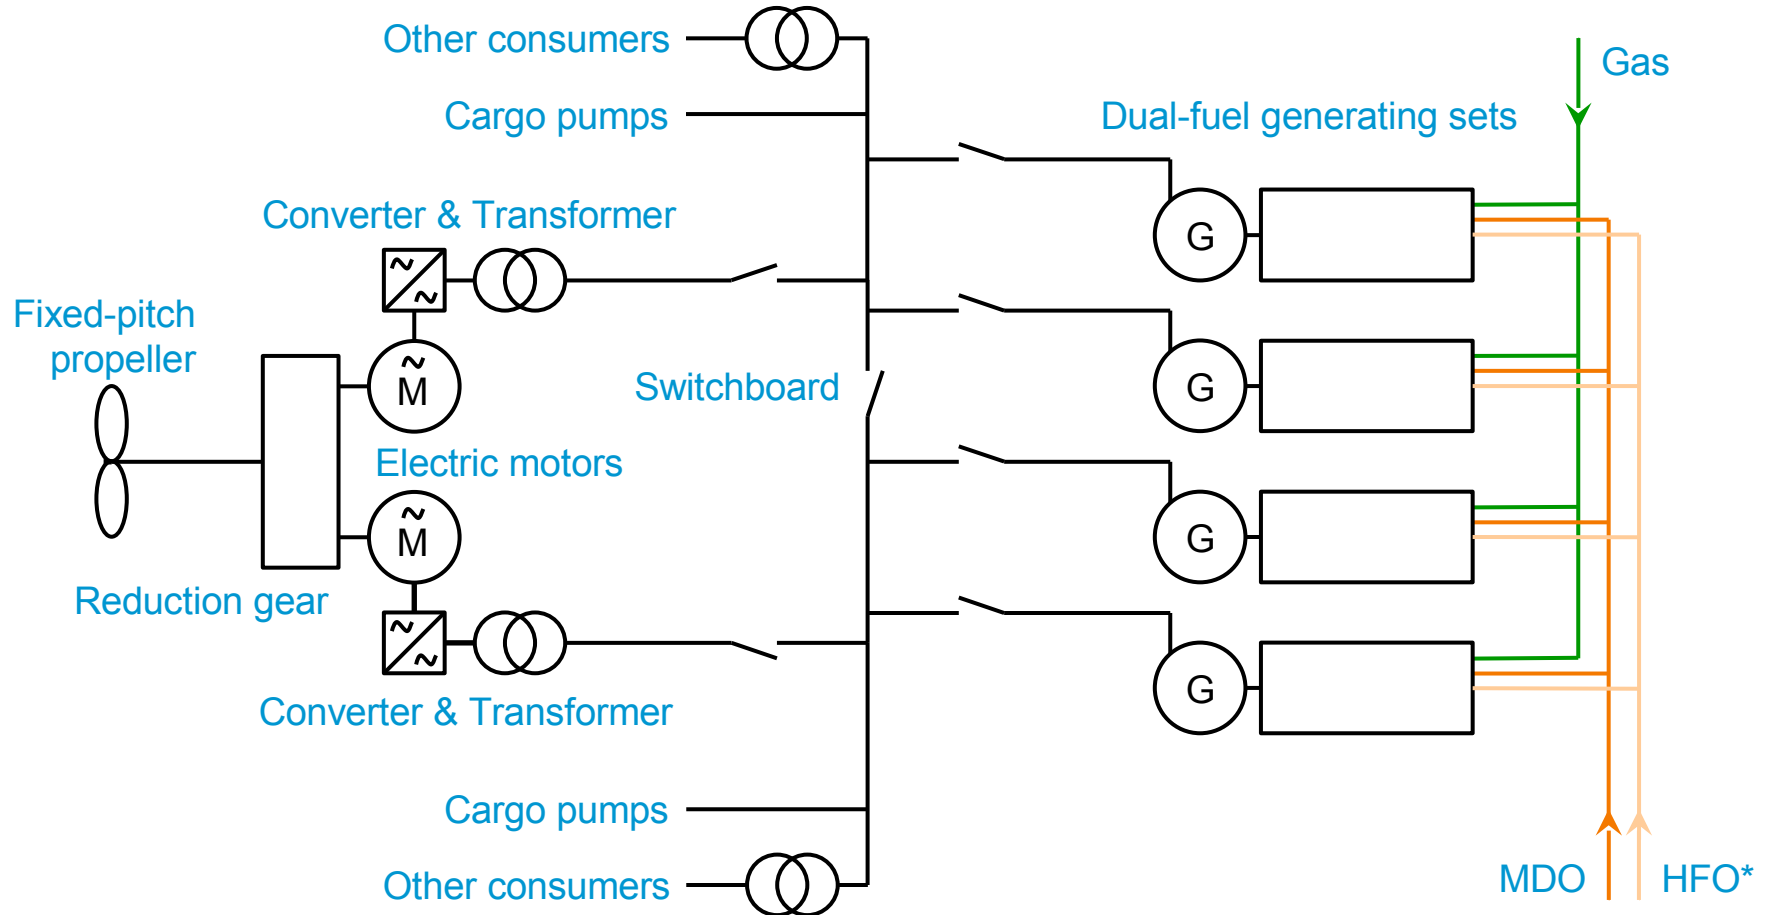 Other consumers
Gas
Cargo pumps
Dual-fuel generating sets
Converter & Transformer
G
Fixed-pitch
propeller
M
Switchboard
G
Electric motors
M
G
Reduction gear
G
Converter & Transformer
Cargo pumps
Other consumers
MDO
HFO*